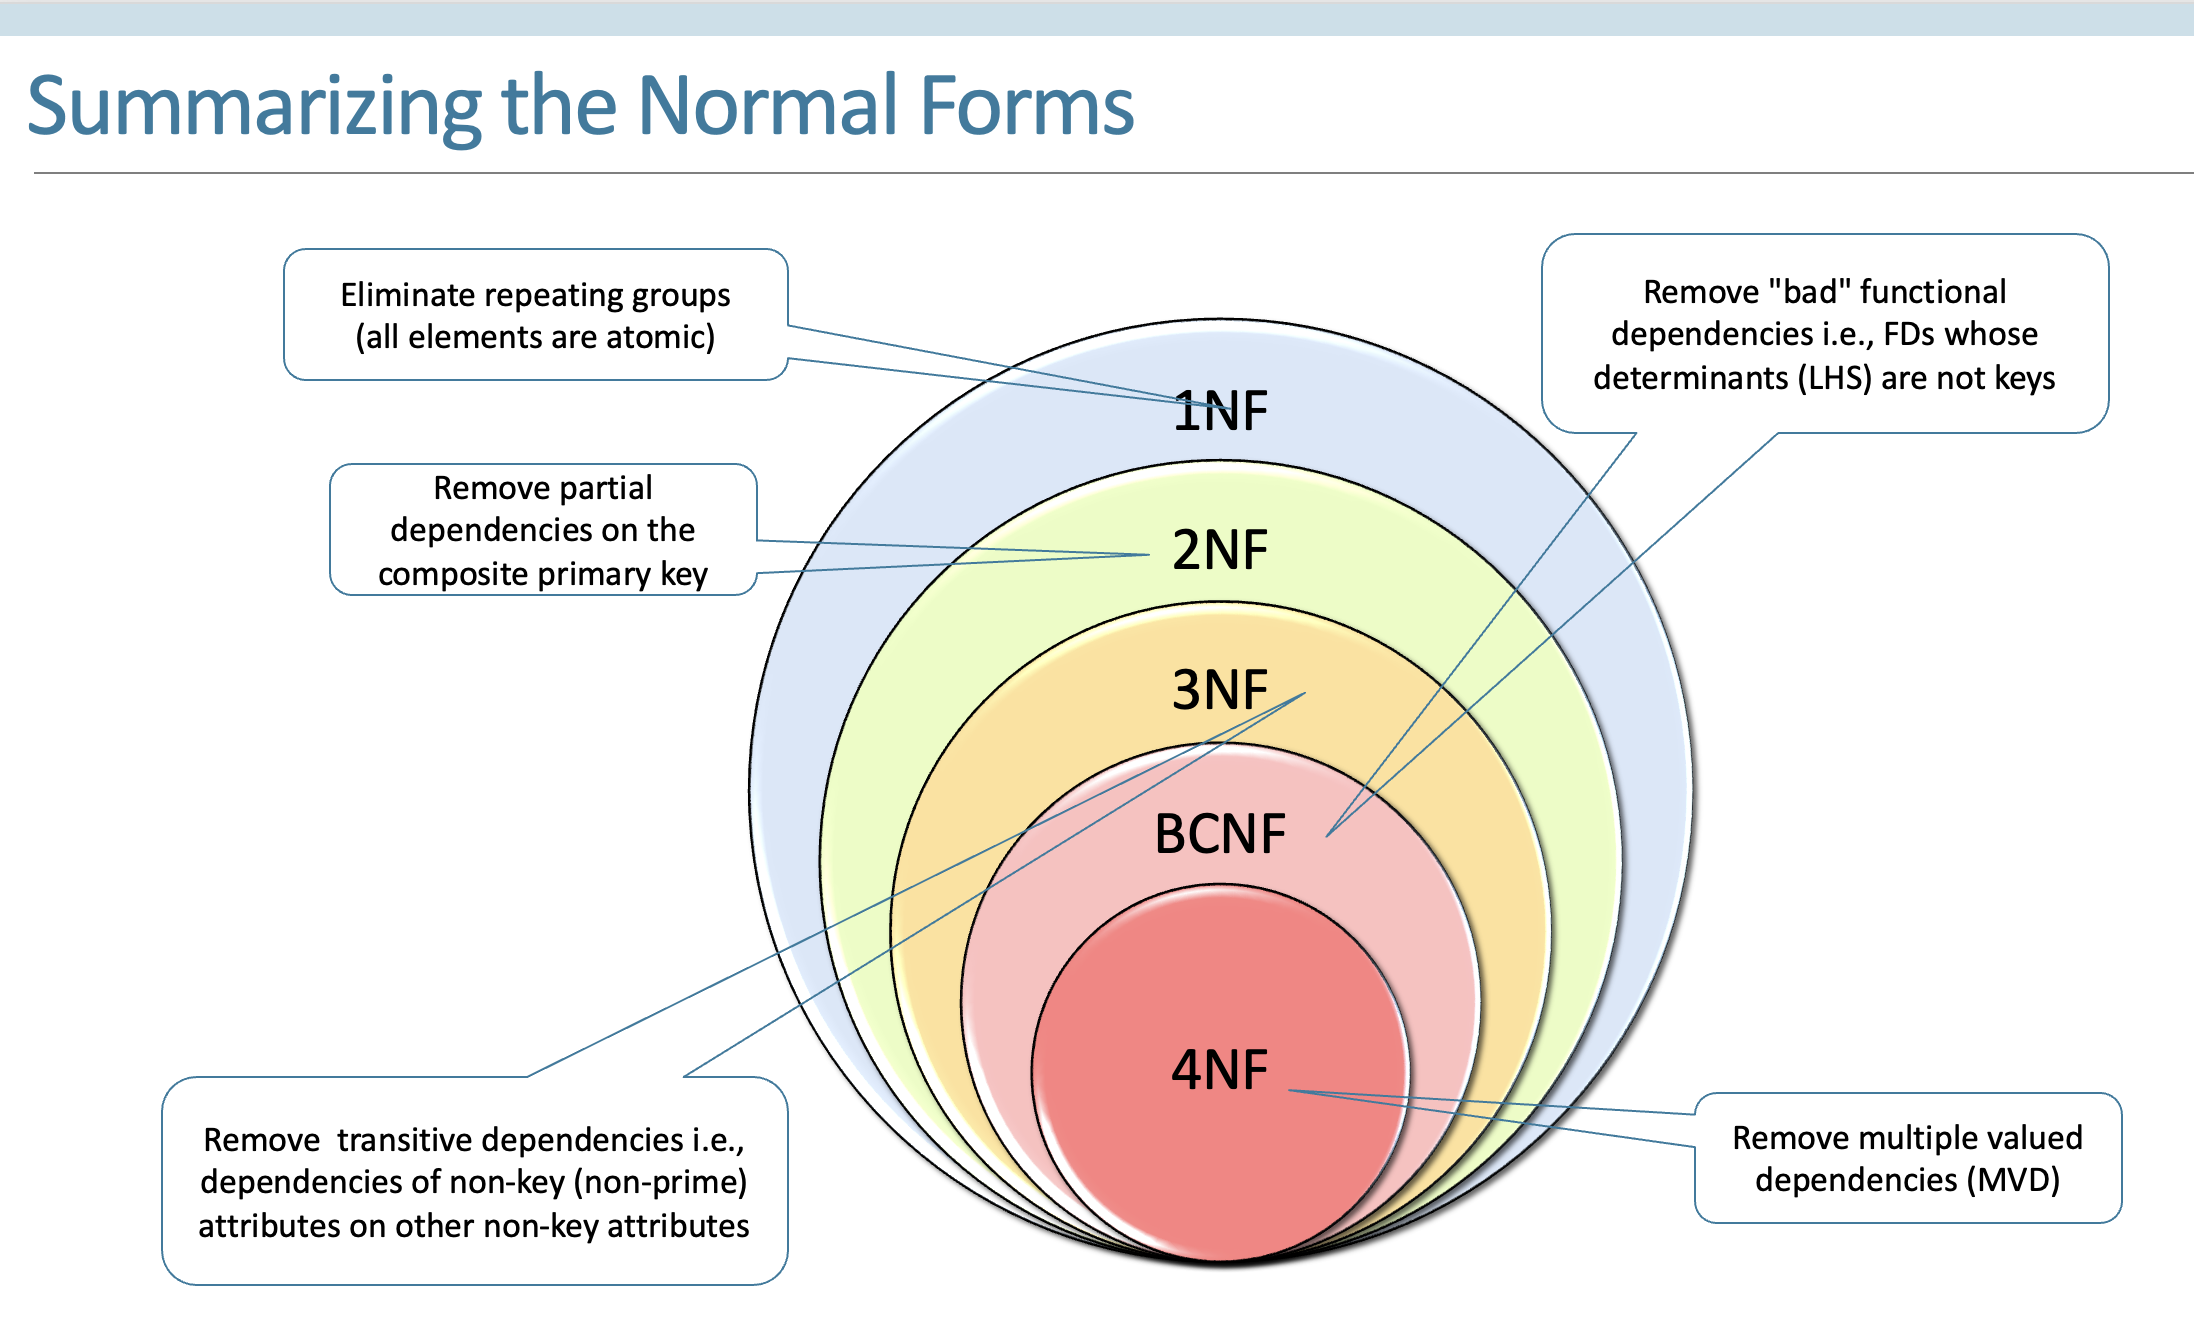 Summarizing the Normal Forms
Eliminate repeating groups
(all elements are atomic)
Remove "bad" functional
dependencies i.e., FDs whose
determinants (LHS) are not keys
1NF
Remove partial
dependencies on the
composite primary key
2NF
3NF
BCNF
4NF
Remove  transitive dependencies i.e.,
dependencies of non-key (non-prime)
attributes on other non-key attributes
Remove multiple valued
dependencies (MVD)